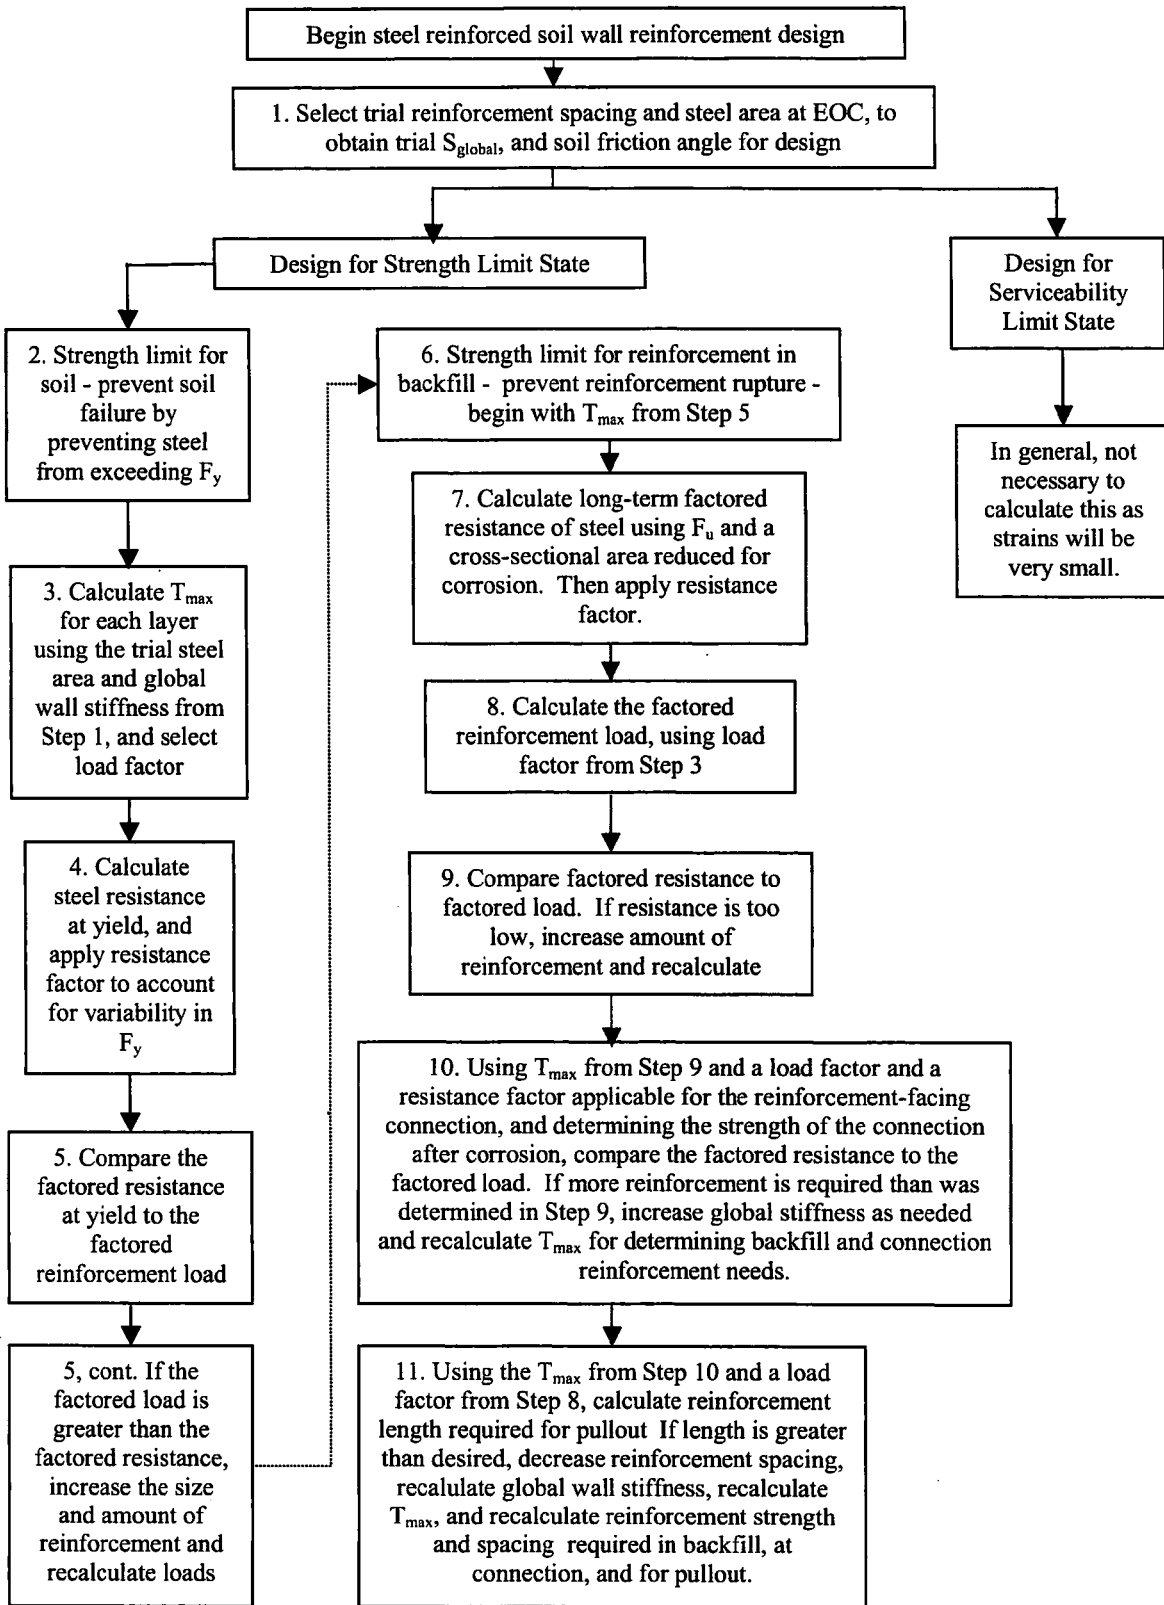 Begin steel reinforced soil wall reinforcement design
1. Select trial reinforcement spacing and steel area at EOC, to
obtain trial S_global, and soil friction angle for design
Design for Strength Limit State
Design for
Serviceability
Limit State
2. Strength limit for
soil - prevent soil
failure by
preventing steel
from exceeding F_y
3. Calculate T_max
for each layer
using the trial steel
area and global
wall stiffness from
Step 1, and select
load factor
4. Calculate
steel resistance
at yield, and
apply resistance
factor to account
for variability in
F_y
5. Compare the
factored resistance
at yield to the
factored
reinforcement load
5, cont. If the
factored load is
greater than the
factored resistance,
increase the size
and amount of
reinforcement and
recalculate loads
6. Strength limit for reinforcement in
backfill - prevent reinforcement rupture -
begin with T_max from Step 5
7. Calculate long-term factored
resistance of steel using F_u and a
cross-sectional area reduced for
corrosion. Then apply resistance
factor.
8. Calculate the factored
reinforcement load, using load
factor from Step 3
9. Compare factored resistance to
factored load. If resistance is too
low, increase amount of
reinforcement and recalculate
10. Using T_max from Step 9 and a load factor and a
resistance factor applicable for the reinforcement-facing
connection, and determining the strength of the connection
after corrosion, compare the factored resistance to the
factored load. If more reinforcement is required than was
determined in Step 9, increase global stiffness as needed
and recalculate T_max for determining backfill and connection
reinforcement needs.
11. Using the T_max from Step 10 and a load factor
from Step 8, calculate reinforcement
length required for pullout If length is greater
than desired, decrease reinforcement spacing,
recalulate global wall stiffness, recalculate
T_max, and recalculate reinforcement strength
and spacing required in backfill, at
connection, and for pullout.
In general, not
necessary to
calculate this as
strains will be
very small.